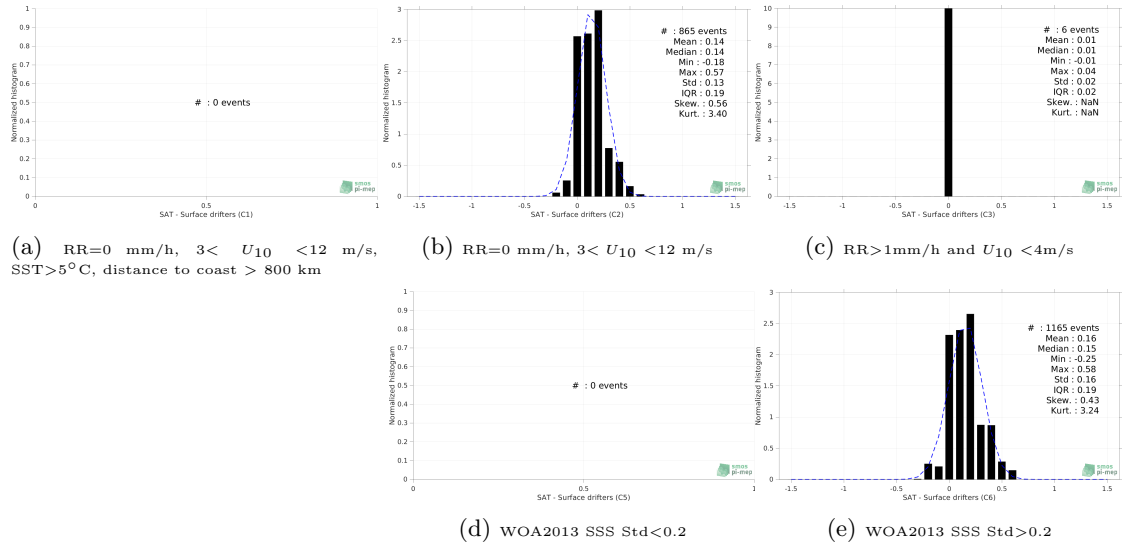 1
0.9
0.8
0.7
0.6
0.5
0.4
0.3
0.2
0.1
0
Normalized histogram
# : 0 events
smos
pi-mep
0 0.5 1
SAT - Surface drifters (C1)
(a) RR=0 mm/h, 3< U10 <12 m/s,
SST>5°C, distance to coast > 800 km
3
2.5
2
1.5
1
0.5
0
Normalized histogram
# : 865 events
Mean : 0.14
Median : 0.14
Min : -0.18
Max : 0.57
Std : 0.13
IQR : 0.19
Skew. : 0.56
Kurt. : 3.40
smos
pi-mep
-1.5 -1 -0.5 0 0.5 1 1.5
SAT - Surface drifters (C2)
(b) RR=0 mm/h, 3< U10 <12 m/s
10
9
8
7
6
5
4
3
2
1
0
Normalized histogram
# : 6 events
Mean : 0.01
Median : 0.01
Min : -0.01
Max : 0.04
Std : 0.02
IQR : 0.02
Skew. : NaN
Kurt. : NaN
smos
pi-mep
-1.5 -1 -0.5 0 0.5 1 1.5
SAT - Surface drifters (C3)
(c) RR>1mm/h and U10 <4m/s
1
0.9
0.8
0.7
0.6
0.5
0.4
0.3
0.2
0.1
0
Normalized histogram
# : 0 events
smos
pi-mep
0 0.5 1
SAT - Surface drifters (C5)
(d) WOA2013 SSS Std<0.2
3
2.5
2
1.5
1
0.5
0
Normalized histogram
# : 1165 events
Mean : 0.16
Median : 0.15
Min : -0.25
Max : 0.58
Std : 0.16
IQR : 0.19
Skew. : 0.43
Kurt. : 3.24
smos
pi-mep
-1.5 -1 -0.5 0 0.5 1 1.5
SAT - Surface drifters (C6)
(e) WOA2013 SSS Std>0.2